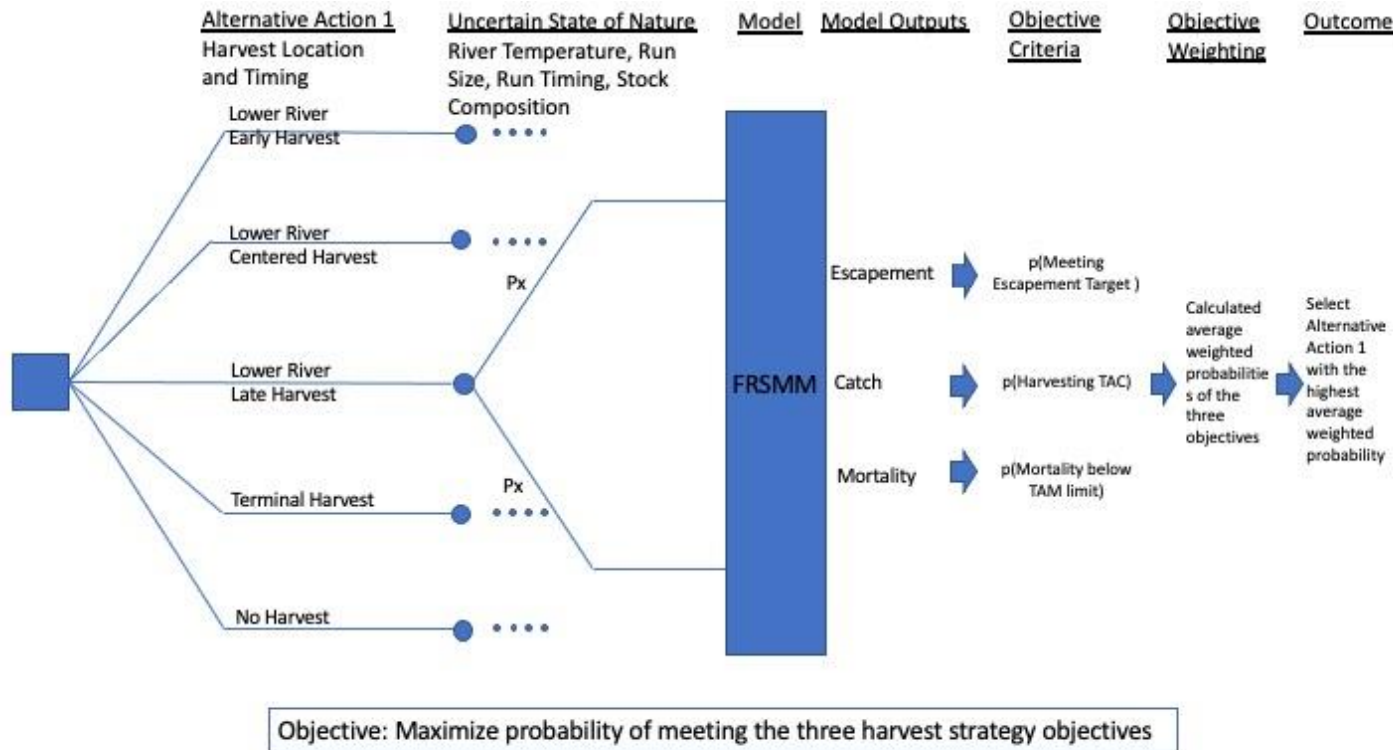 Alternative Action 1
Harvest Location
and Timing
Uncertain State of Nature
River Temperature, Run
Size, Run Timing, Stock
Composition
Model
Model Outputs
Objective
Criteria
Objective
Weighting
Outcome
Lower River
Early Harvest
Lower River
Centered Harvest
Lower River
Late Harvest
Terminal Harvest
No Harvest
Px
Px
FRSMM
Escapement
Catch
Mortality
p(Meeting
Escapement Target )
p(Harvesting TAC)
p(Mortality below
TAM limit)
Calculated
average
weighted
probabilitie
s of the
three
objectives
Select
Alternative
Action 1
with the
highest
average
weighted
probability
Objective: Maximize probability of meeting the three harvest strategy objectives